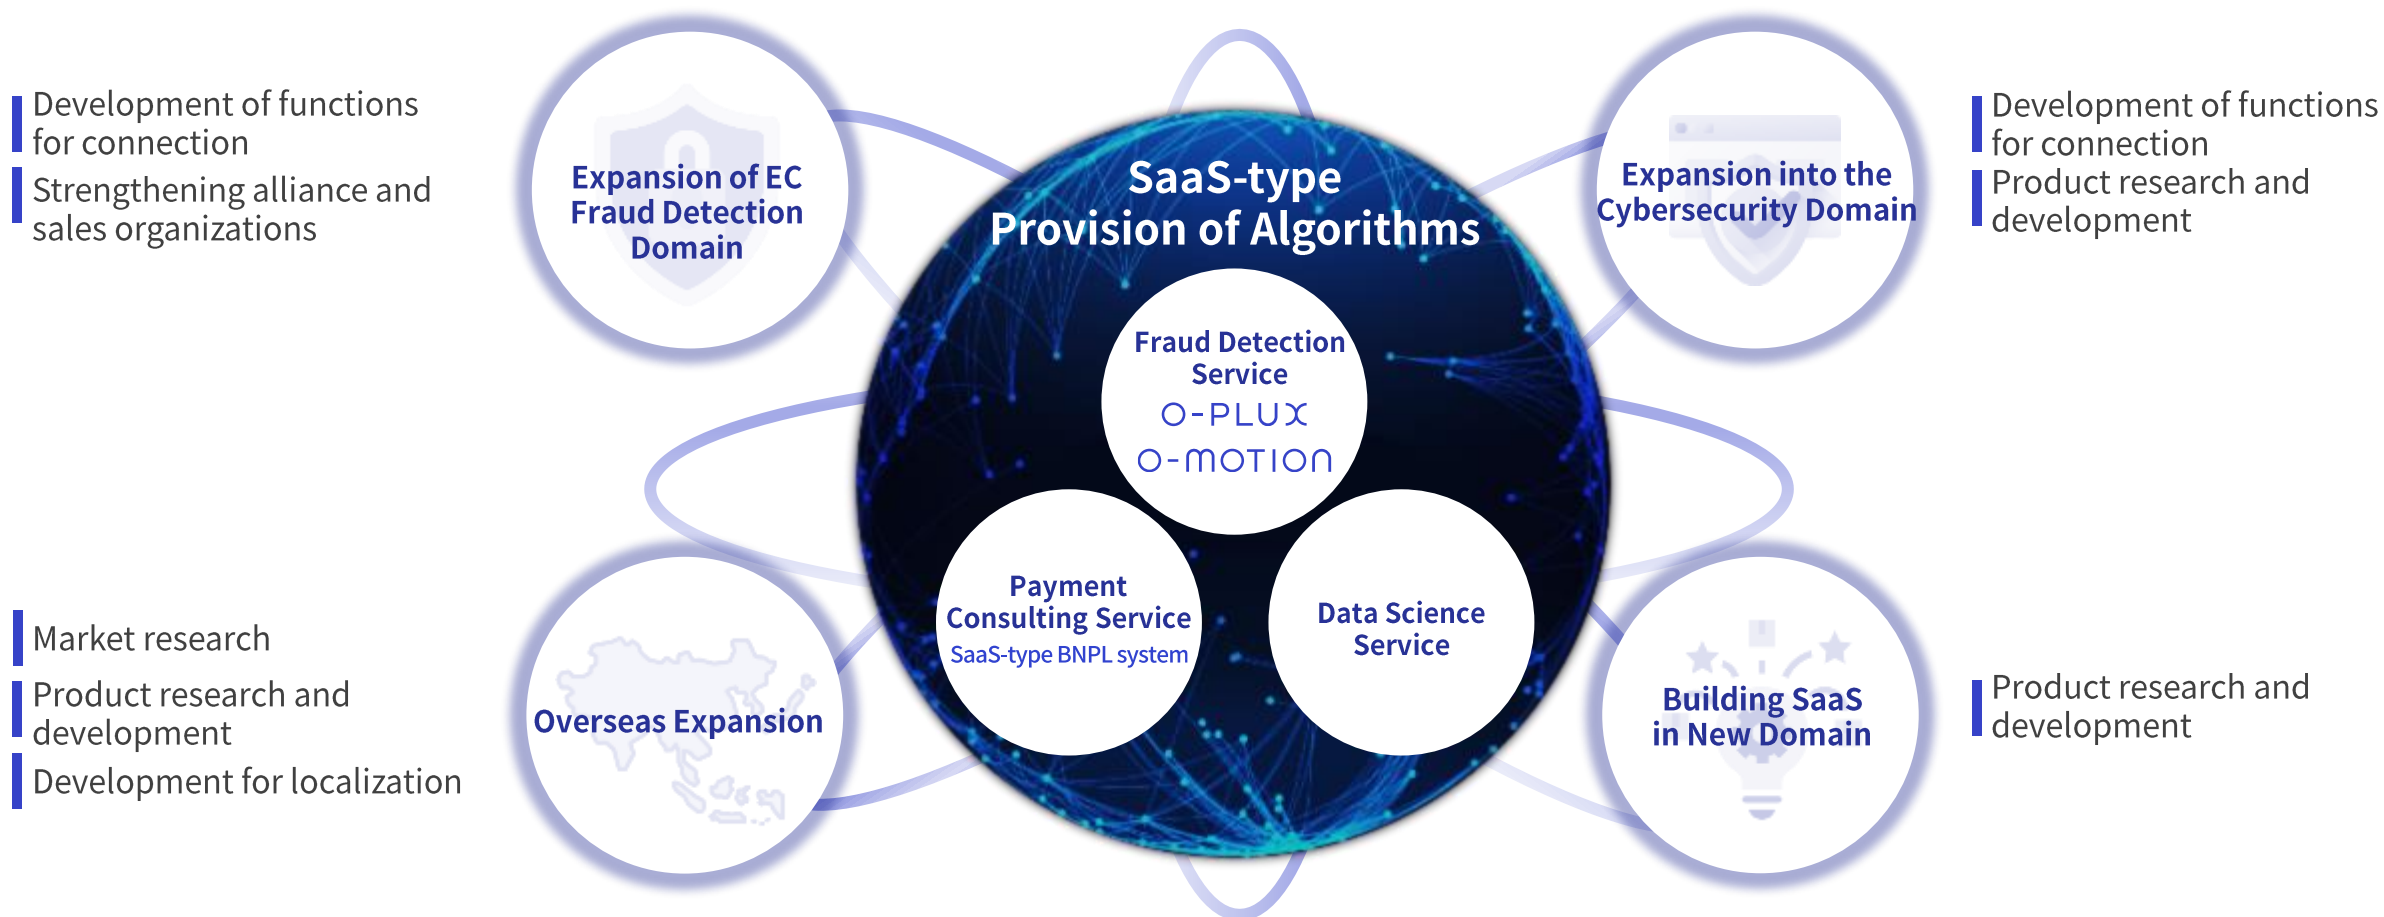 Development of functions
for connection
Strengthening alliance and
sales organizations
Expansion of EC
Fraud Detection
Domain
SaaS-type
Provision of Algorithms
Expansion into the
Cybersecurity Domain
Development of functions
for connection
Product research and
development
Fraud Detection
Service
O-PLUX
O-MOTION
Payment
Consulting Service
SaaS-type BNPL system
Data Science
Service
Market research
Product research and
development
Development for localization
Overseas Expansion
Building SaaS
in New Domain
Product research and
development